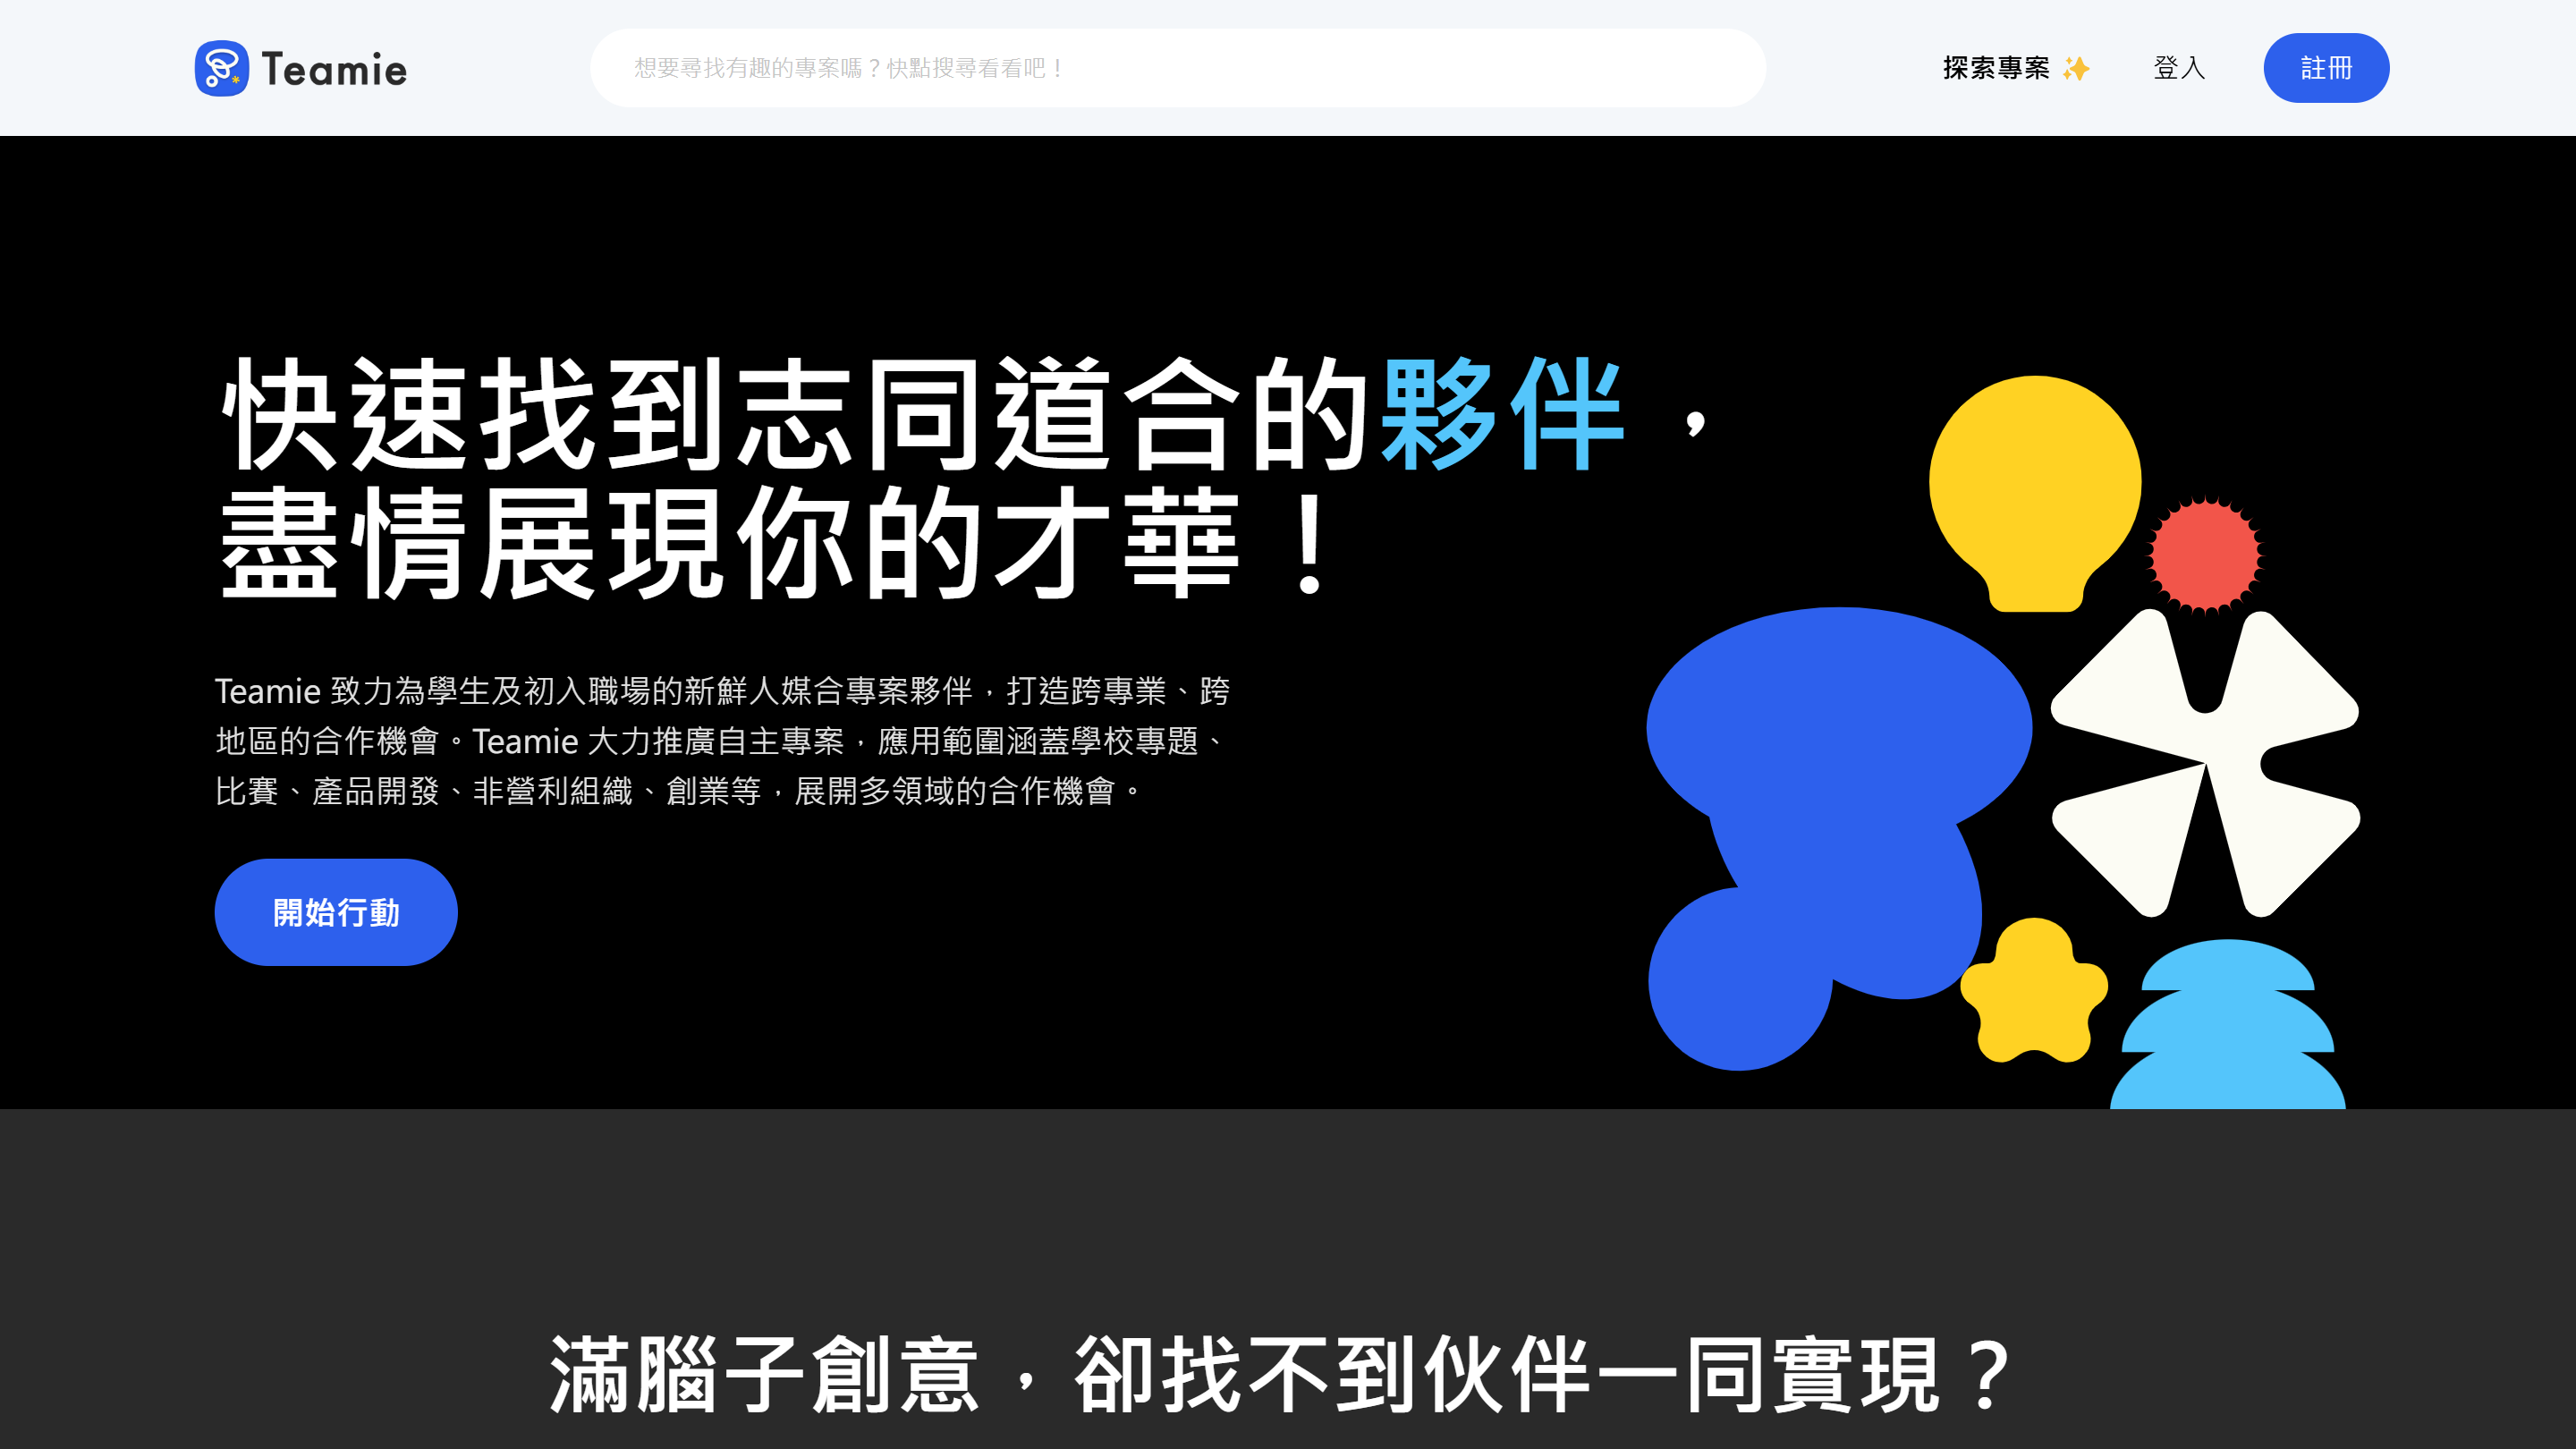 Teamie
想要尋找有趣的專案嗎？快點搜尋看看吧！
探索專案 ✨
登入
註冊
快速找到志同道合的夥伴，
盡情展現你的才華！
Teamie 致力為學生及初入職場的新鮮人媒合專案夥伴，打造跨專業、跨
地區的合作機會。Teamie 大力推廣自主專案，應用範圍涵蓋學校專題、
比賽、產品開發、非營利組織、創業等，展開多領域的合作機會。
開始行動
滿腦子創意，卻找不到伙伴一同實現？